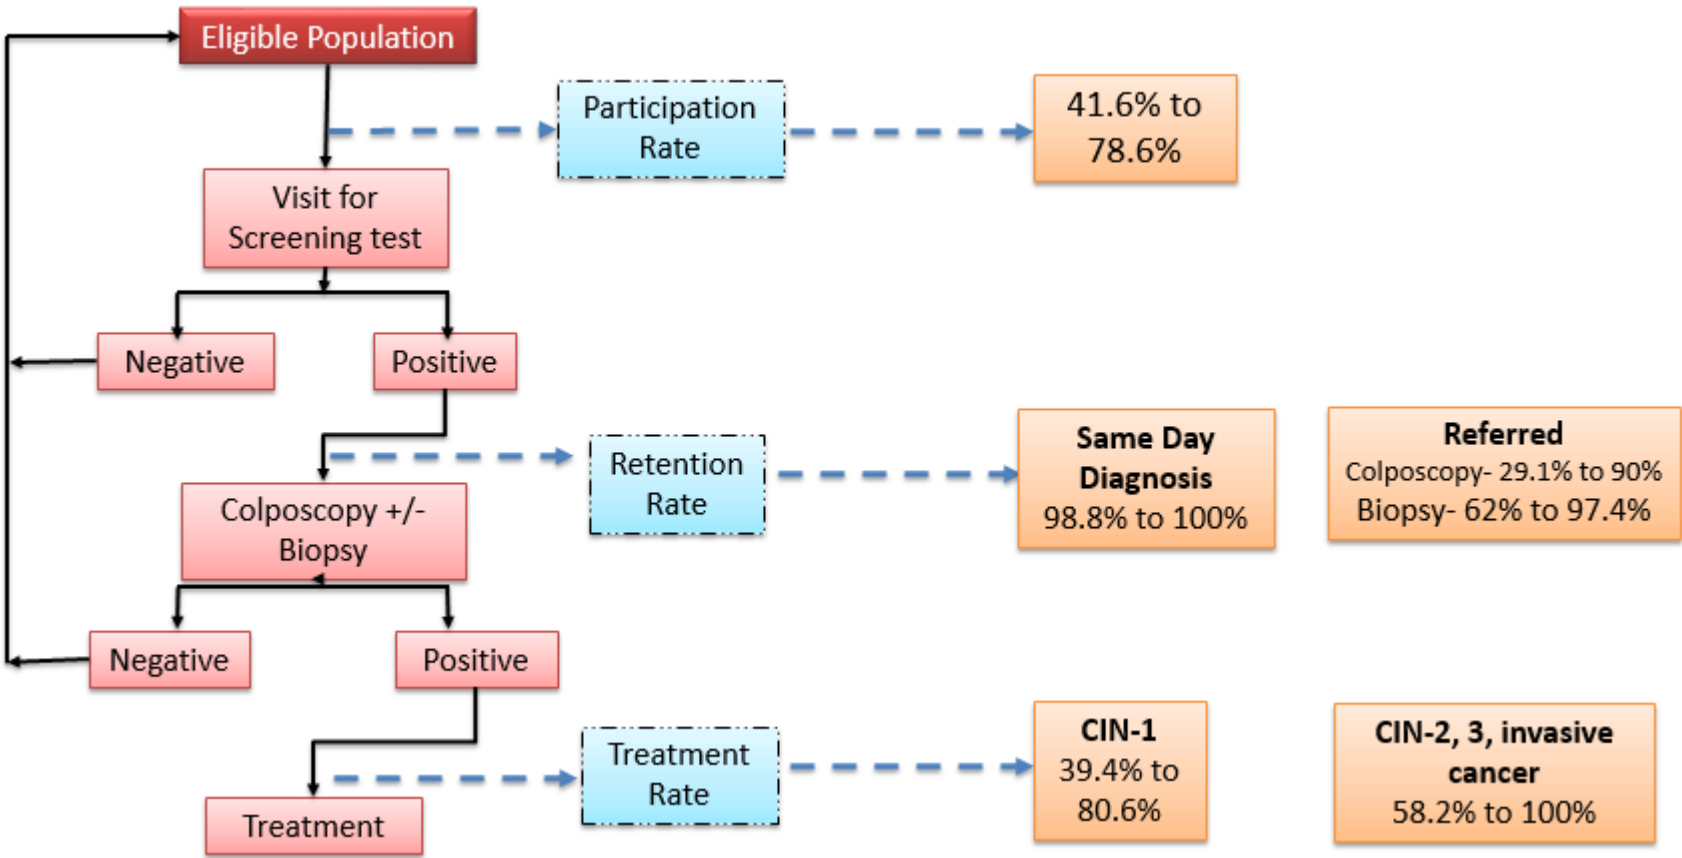 Eligible Population
Participation
Rate
41.6% to
78.6%
Visit for
Screening test
Negative
Positive
Retention
Rate
Same Day
Diagnosis
98.8% to 100%
Referred
Colposcopy- 29.1% to 90%
Biopsy- 62% to 97.4%
Colposcopy +/-
Biopsy
Negative
Positive
Treatment
Rate
CIN-1
39.4% to
80.6%
CIN-2, 3, invasive
cancer
58.2% to 100%
Treatment